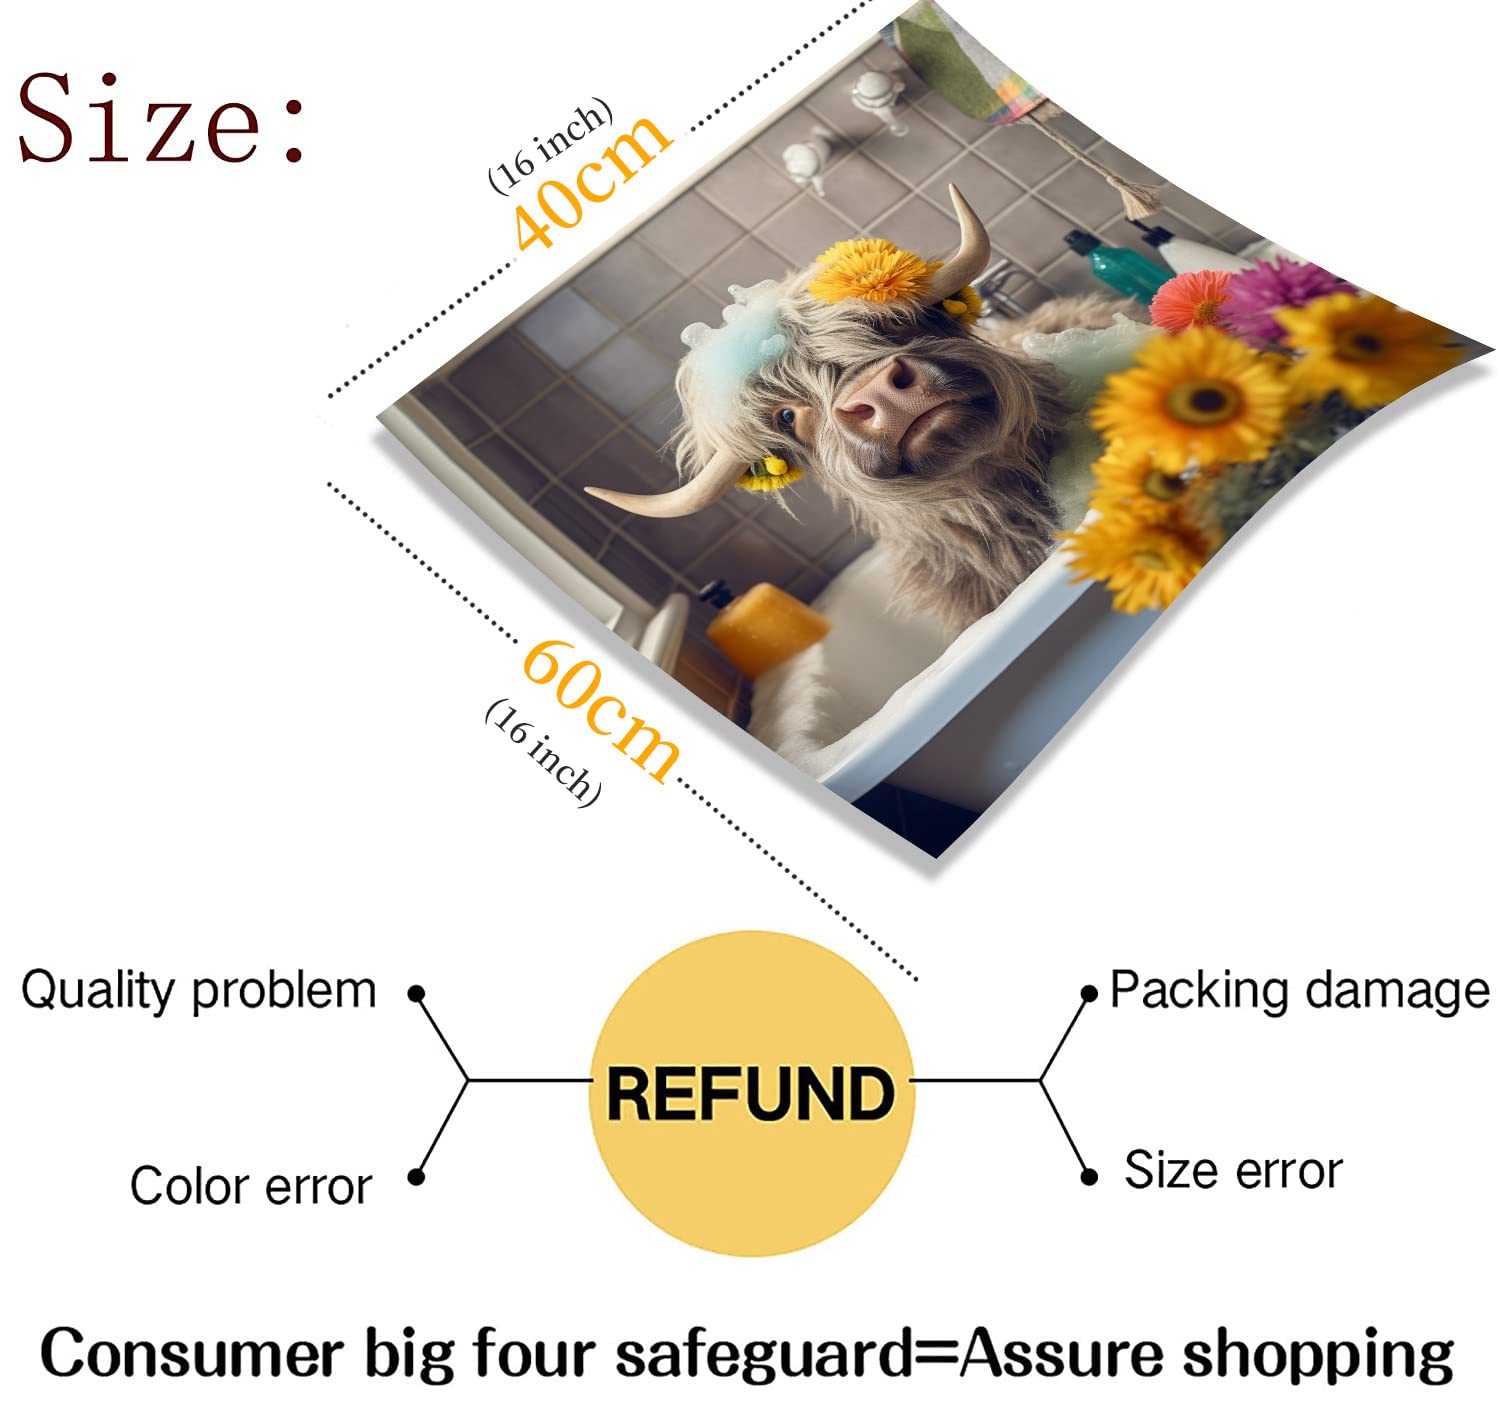 Size:
(16 inch)
40cm
60cm
(16 inch)
Quality problem
Packing damage
REFUND
Color error
Size error
Consumer big four safeguard=Assure shopping